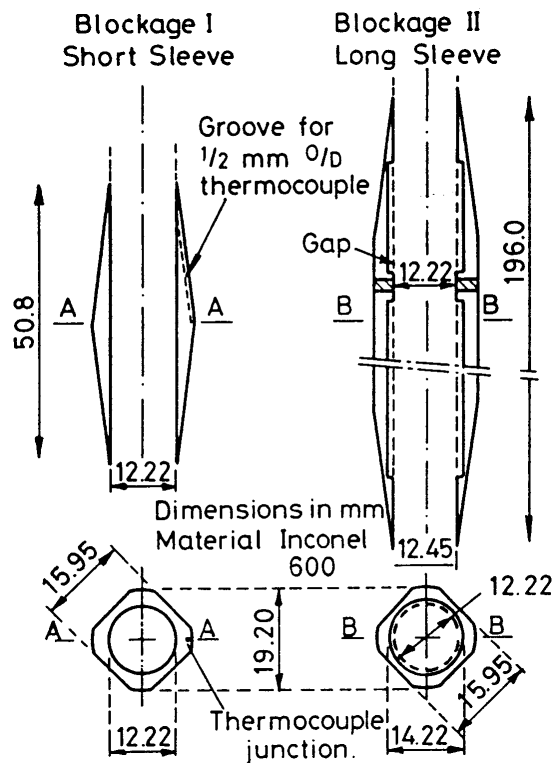 Blockage I
Short Sleeve
Blockage II
Long Sleeve
Groove for
1/2 mm O/D
thermocouple
Gap
12.22
196.0
50.8
A
A
B
B
12.22
Dimensions in mm
Material Inconel
600
12.45
15.95
A
A
19.20
B
B
12.22
15.95
Thermocouple
junction.
12.22
14.22